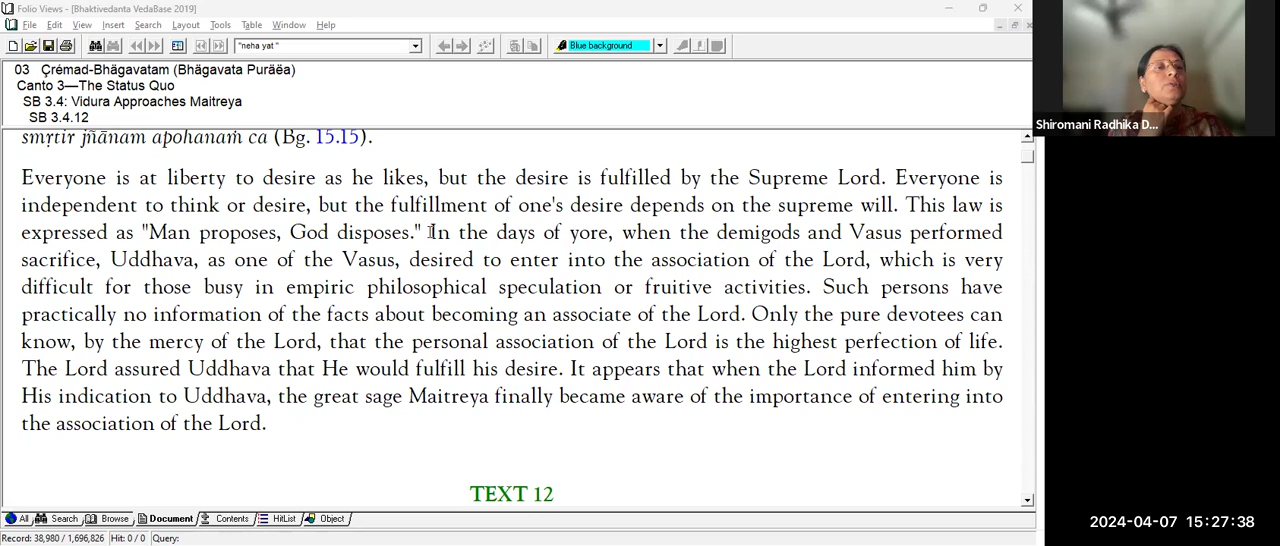 Folio Views - [Bhaktivedanta VedaBase 2019]
File Edit View Insert Search Layout Tools Table Window Help
"neha yat " Blue background
03 Çrémad-Bhägavatam (Bhägavata Puräëa)
Canto 3—The Status Quo
SB 3.4: Vidura Approaches Maitreya
SB 3.4.12
smṛtir jñānam apohanaṁ ca (Bg. 15.15).
Everyone is at liberty to desire as he likes, but the desire is fulfilled by the Supreme Lord. Everyone is
independent to think or desire, but the fulfillment of one's desire depends on the supreme will. This law is
expressed as "Man proposes, God disposes." In the days of yore, when the demigods and Vasus performed
sacrifice, Uddhava, as one of the Vasus, desired to enter into the association of the Lord, which is very
difficult for those busy in empiric philosophical speculation or fruitive activities. Such persons have
practically no information of the facts about becoming an associate of the Lord. Only the pure devotees can
know, by the mercy of the Lord, that the personal association of the Lord is the highest perfection of life.
The Lord assured Uddhava that He would fulfill his desire. It appears that when the Lord informed him by
His indication to Uddhava, the great sage Maitreya finally became aware of the importance of entering into
the association of the Lord.
TEXT 12
All Search Browse Document Contents HitList Object
Record: 38,980 / 1,696,826 Hit: 0 / 0 Query:
Shiromani Radhika D...
2024-04-07 15:27:38